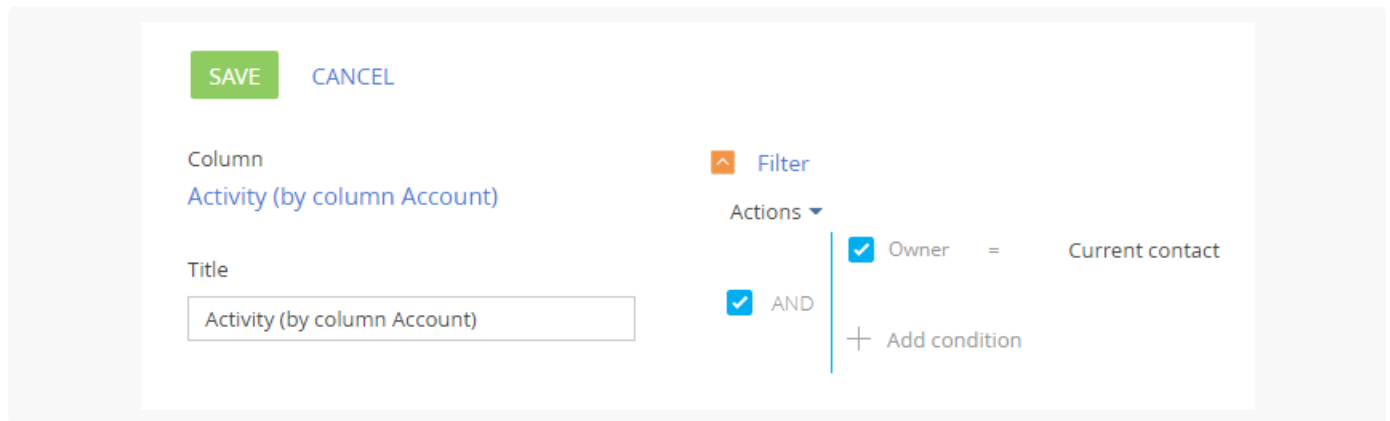 SAVE CANCEL
Column
Activity (by column Account)
Title
Activity (by column Account)
Filter
Actions
Owner = Current contact
AND
Add condition